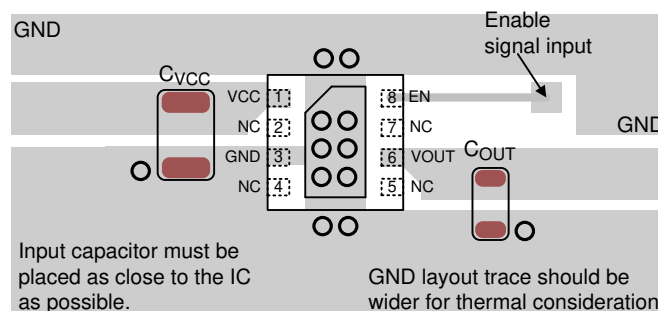 GND
Enable
signal input
CVCC
VCC 1
8 EN
NC 2
7 NC
GND
GND 3
6 VOUT
COUT
NC 4
5 NC
Input capacitor must be
placed as close to the IC
as possible.
GND layout trace should be
wider for thermal consideration